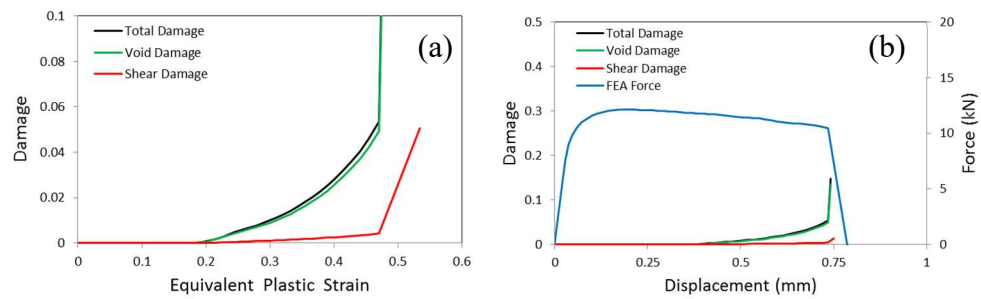 0.1
0.08
0.06
0.04
0.02
0
Damage
Total Damage
Void Damage
Shear Damage
(a)
0
0.1
0.2
0.3
0.4
0.5
0.6
Equivalent Plastic Strain
0.5
0.4
0.3
0.2
0.1
0
Damage
Total Damage
Void Damage
Shear Damage
FEA Force
(b)
20
15
10
5
0
Force (kN)
0
0.25
0.5
0.75
1
Displacement (mm)